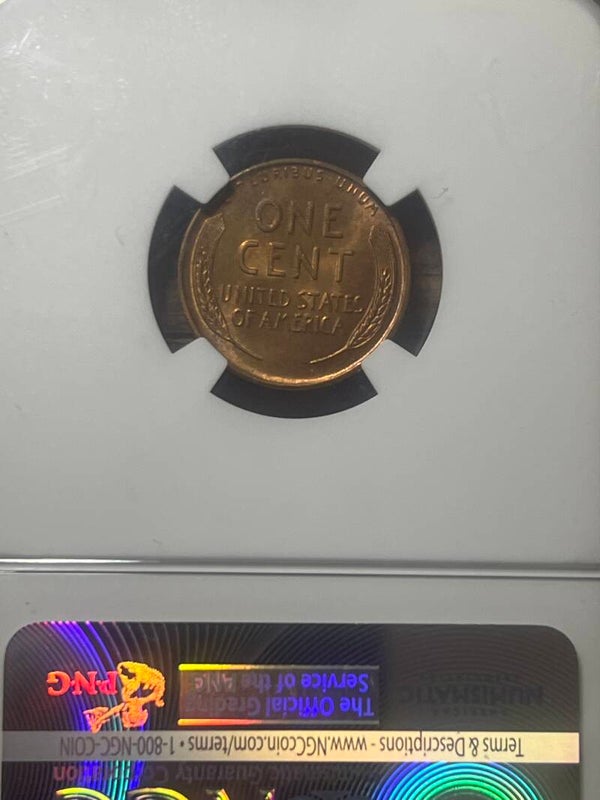 PLURIBUS UNUM
ONE
CENT
UNITED STATES
OF AMERICA
Terms & Descriptions - www.NGCcoin.com/terms • 1-800-NGC-COIN
The Official Grading
Service of the ANA
PNG
NUMISMATIC